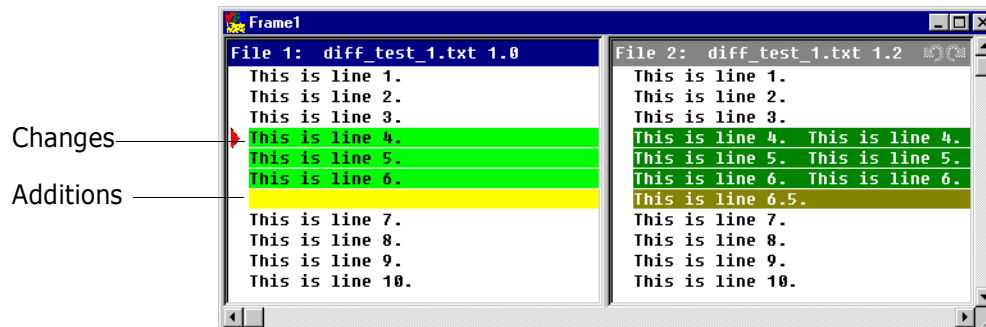 Frame1
File 1:  diff_test_1.txt 1.0
This is line 1.
This is line 2.
This is line 3.
Changes
This is line 4.
This is line 5.
This is line 6.
Additions
This is line 7.
This is line 8.
This is line 9.
This is line 10.
File 2:  diff_test_1.txt 1.2
This is line 1.
This is line 2.
This is line 3.
This is line 4.  This is line 4.
This is line 5.  This is line 5.
This is line 6.  This is line 6.
This is line 6.5.
This is line 7.
This is line 8.
This is line 9.
This is line 10.